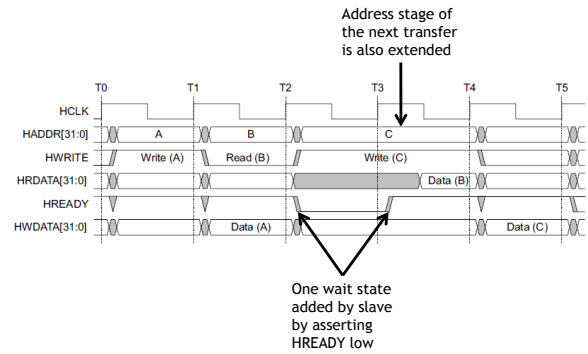 Address stage of
the next transfer
is also extended
T0 T1 T2 T3 T4 T5
HCLK
HADDR[31:0] A B C
HWRITE Write (A) Read (B) Write (C)
HRDATA[31:0] Data (B)
HREADY
HWDATA[31:0] Data (A) Data (C)
One wait state
added by slave
by asserting
HREADY low